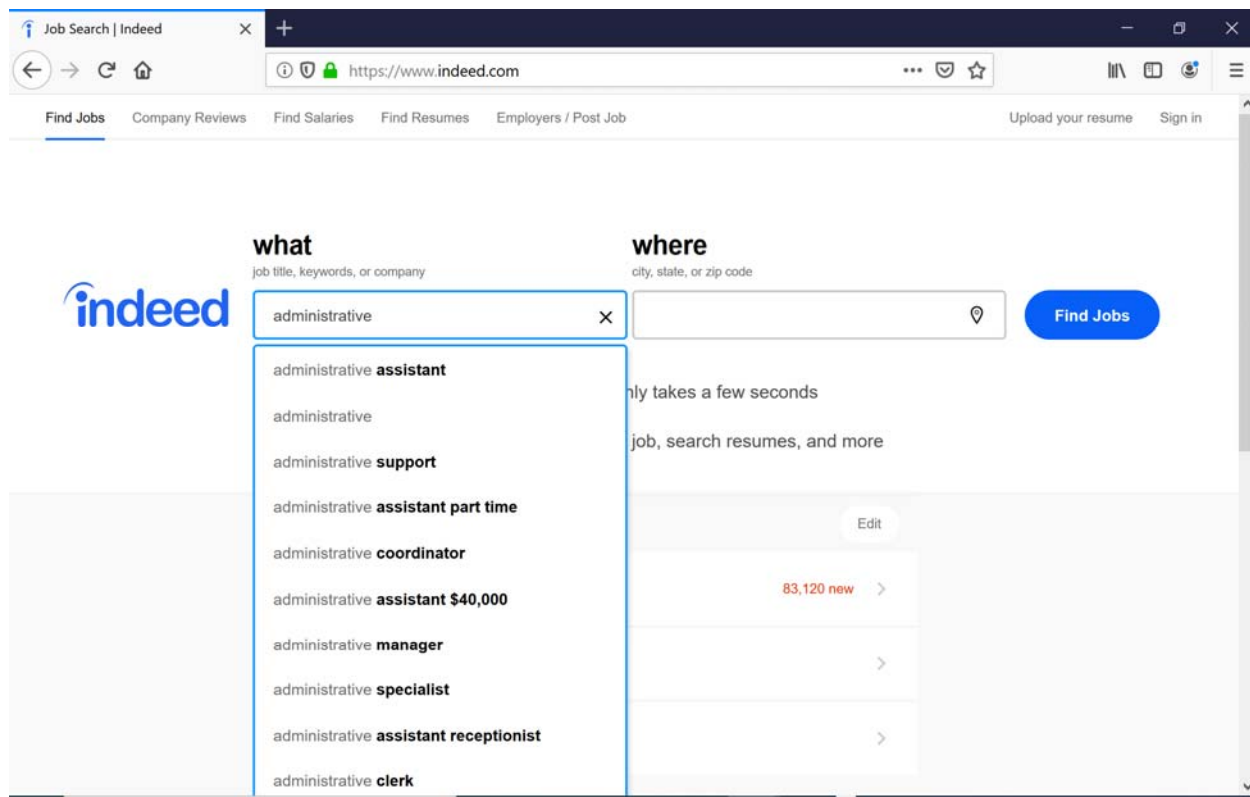 Job Search | Indeed
https://www.indeed.com
Find Jobs Company Reviews Find Salaries Find Resumes Employers / Post Job Upload your resume Sign in
what where
job title, keywords, or company city, state, or zip code
indeed administrative Find Jobs
administrative assistant
nly takes a few seconds
administrative
job, search resumes, and more
administrative support
administrative assistant part time
Edit
administrative coordinator
83,120 new
administrative assistant $40,000
administrative manager
administrative specialist
administrative assistant receptionist
administrative clerk